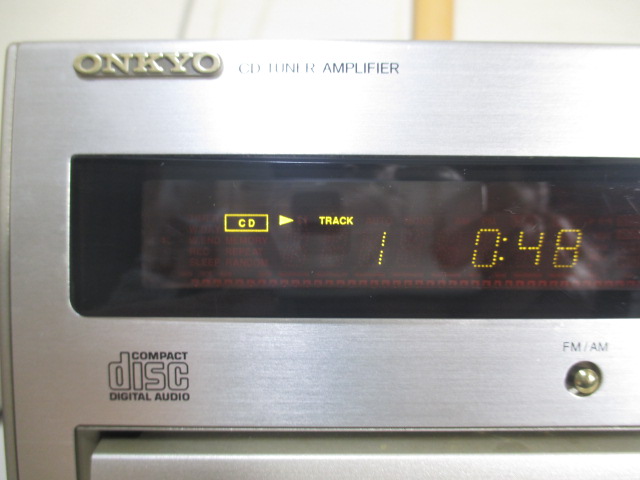 ONKYO CD TUNER AMPLIFIER
CD TRACK
1 0:48
COMPACT
disc
DIGITAL AUDIO
FM/AM